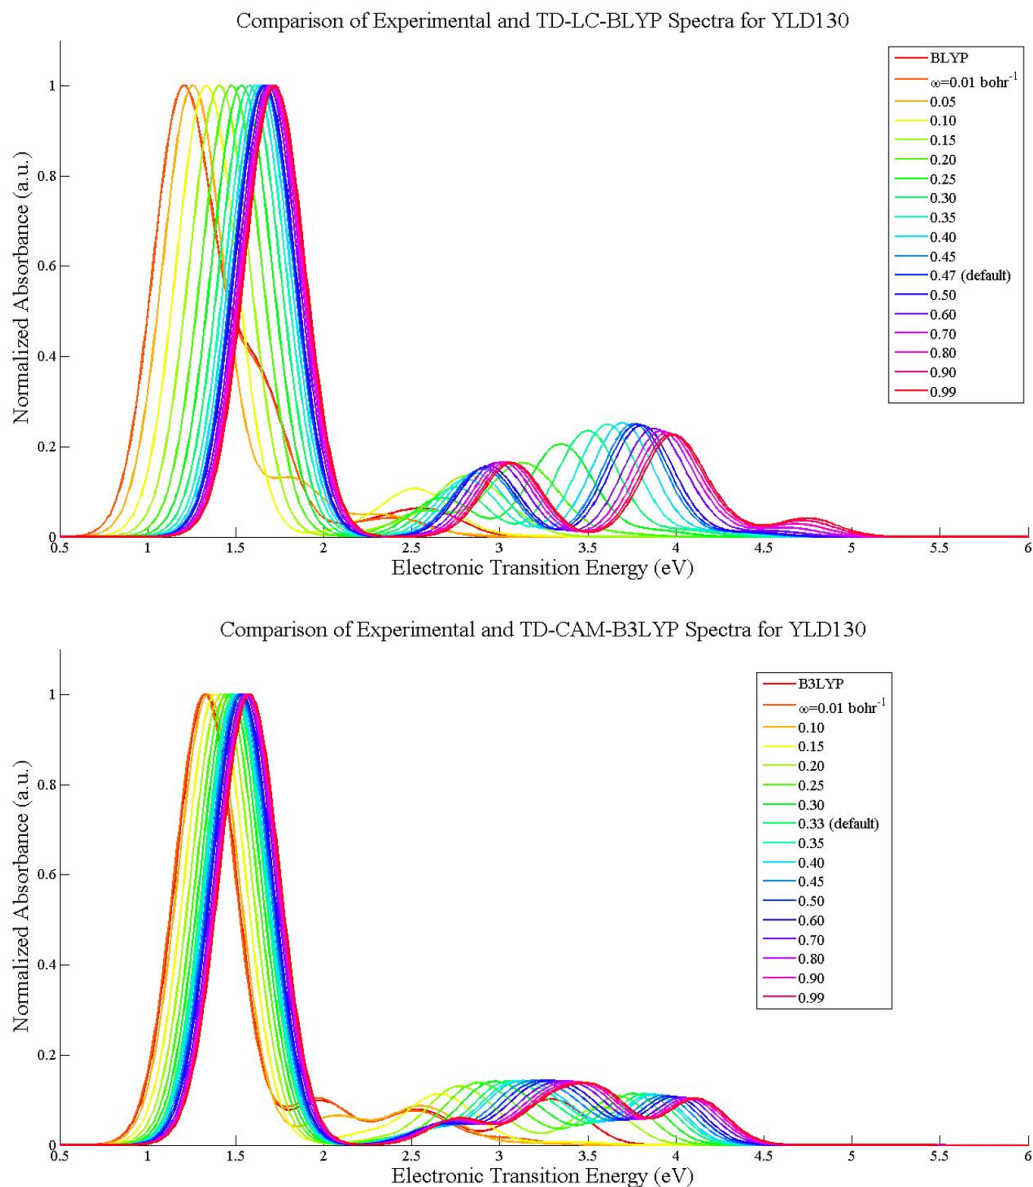 Comparison of Experimental and TD-LC-BLYP Spectra for YLD130
Normalized Absorbance (a.u.)
1
0.8
0.6
0.4
0.2
0
0.5 1 1.5 2 2.5 3 3.5 4 4.5 5 5.5 6
Electronic Transition Energy (eV)
BLYP
ω=0.01 bohr⁻¹
0.05
0.10
0.15
0.20
0.25
0.30
0.35
0.40
0.45
0.47 (default)
0.50
0.60
0.70
0.80
0.90
0.99
Comparison of Experimental and TD-CAM-B3LYP Spectra for YLD130
Normalized Absorbance (a.u.)
1
0.8
0.6
0.4
0.2
0
0.5 1 1.5 2 2.5 3 3.5 4 4.5 5 5.5 6
Electronic Transition Energy (eV)
B3LYP
ω=0.01 bohr⁻¹
0.10
0.15
0.20
0.25
0.30
0.33 (default)
0.35
0.40
0.45
0.50
0.60
0.70
0.80
0.90
0.99